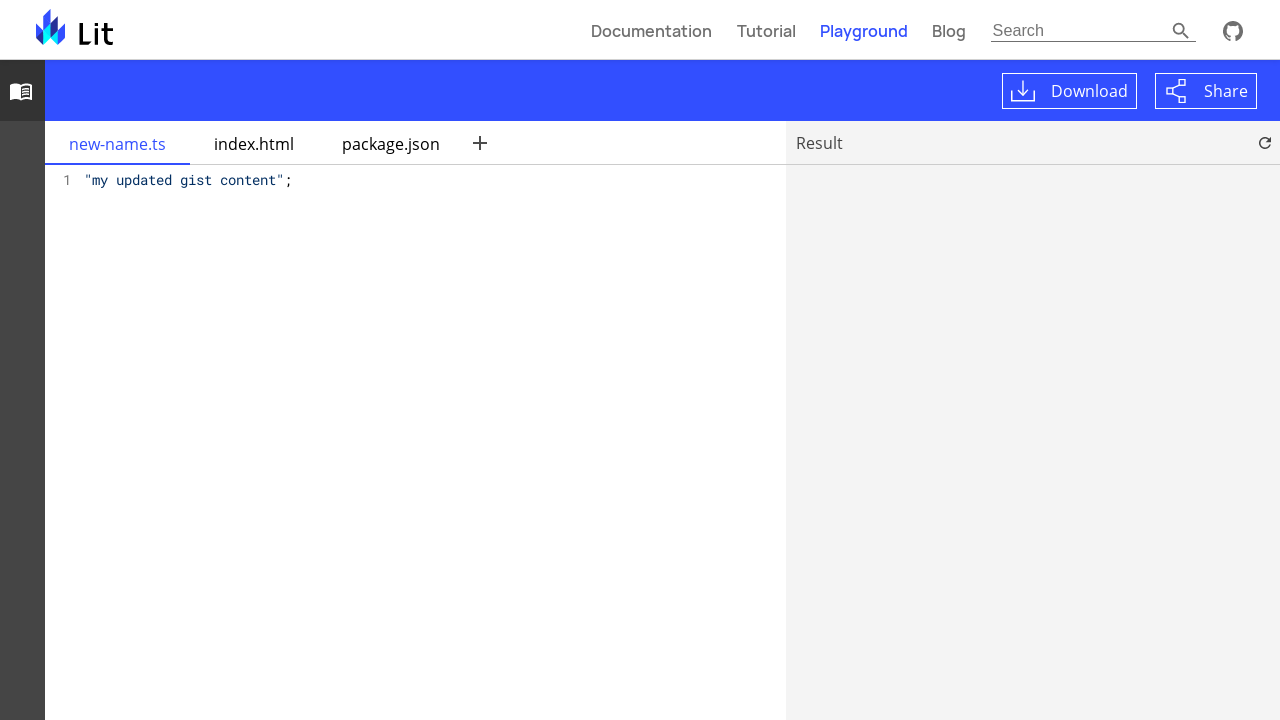 Lit
Documentation Tutorial Playground Blog Search
Download Share
new-name.ts index.html package.json Result
1 "my updated gist content";